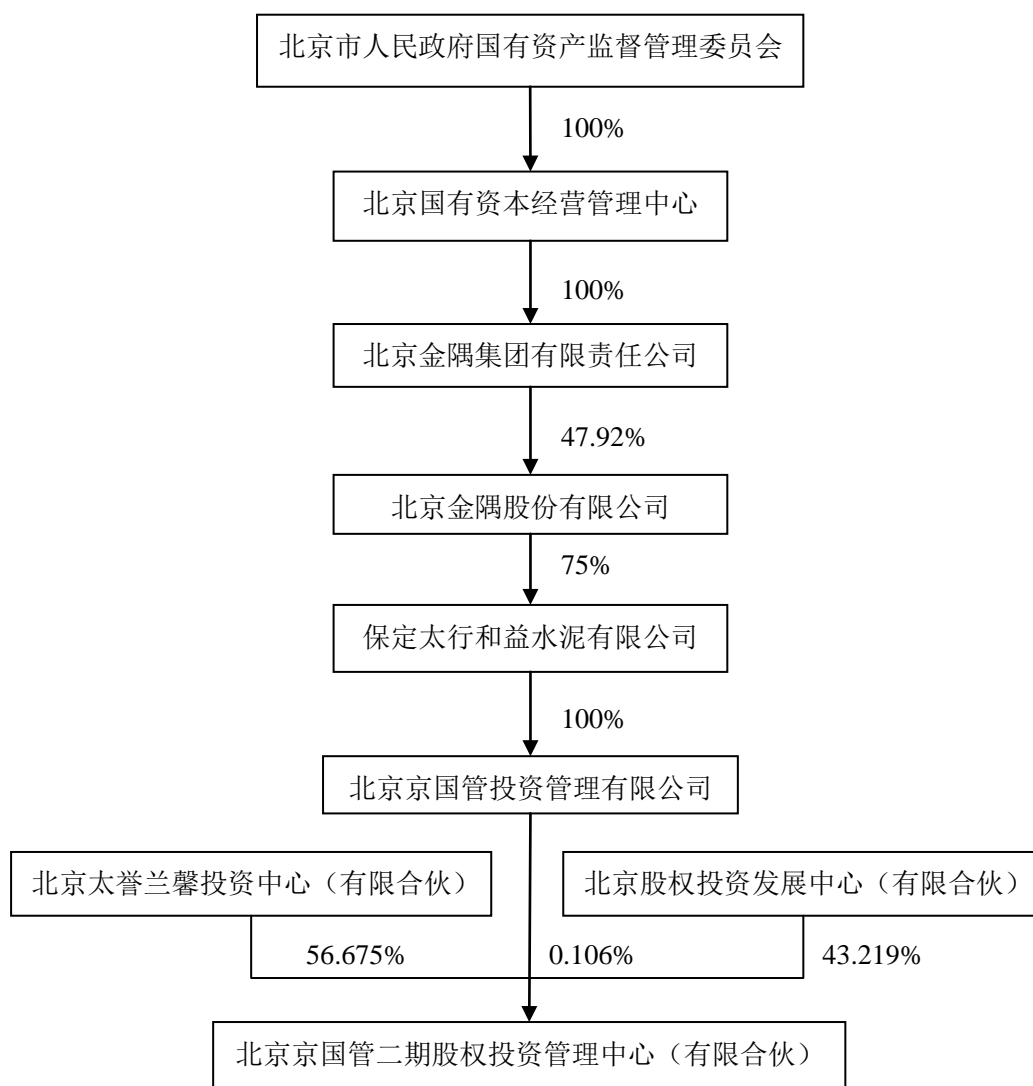 北京市人民政府国有资产监督管理委员会
100%
北京国有资本经营管理中心
100%
北京金隅集团有限责任公司
47.92%
北京金隅股份有限公司
75%
保定太行和益水泥有限公司
100%
北京京国管投资管理有限公司
北京太誉兰馨投资中心（有限合伙）
北京股权投资发展中心（有限合伙）
56.675%
0.106%
43.219%
北京京国管二期股权投资管理中心（有限合伙）